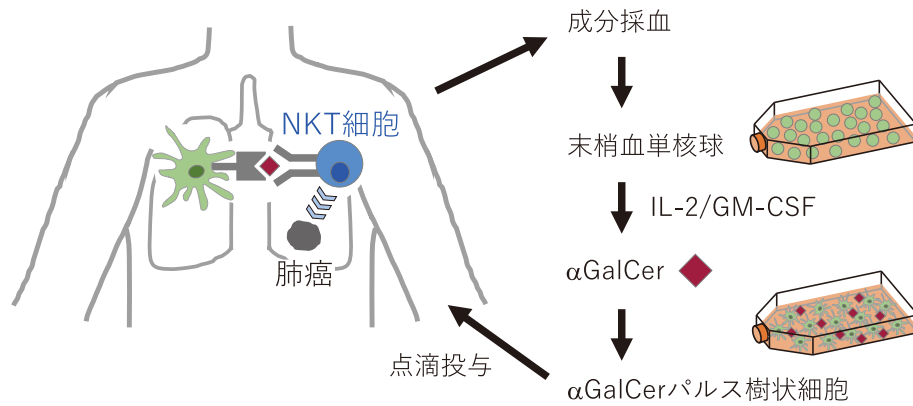 成分採血
NKT細胞
末梢血単核球
IL-2/GM-CSF
肺癌
αGalCer
点滴投与
αGalCerパルス樹状細胞